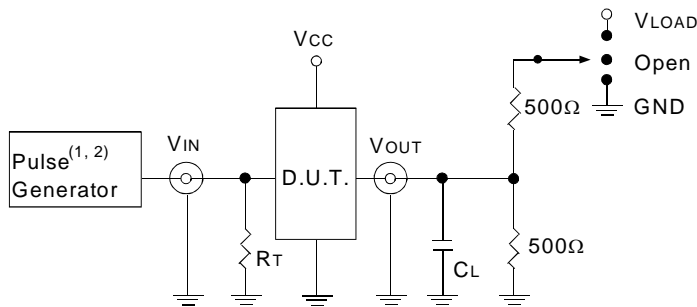 VLOAD
VCC
Open
500Ω
GND
VIN
VOUT
Pulse(1, 2)
Generator
D.U.T.
500Ω
RT
CL